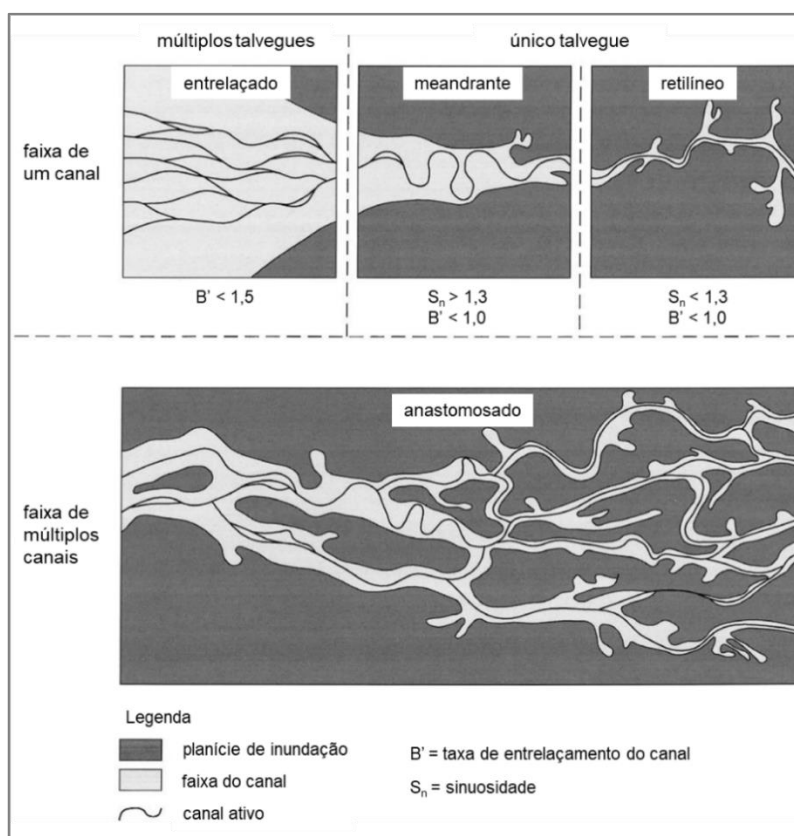 múltiplos talvegues
único talvegue
entrelaçado
meandrante
retilíneo
faixa de
um canal
B' < 1,5
Sn > 1,3
B' < 1,0
Sn < 1,3
B' < 1,0
anastomosado
faixa de
múltiplos
canais
Legenda
planície de inundação
faixa do canal
canal ativo
B' = taxa de entrelaçamento do canal
Sn = sinuosidade